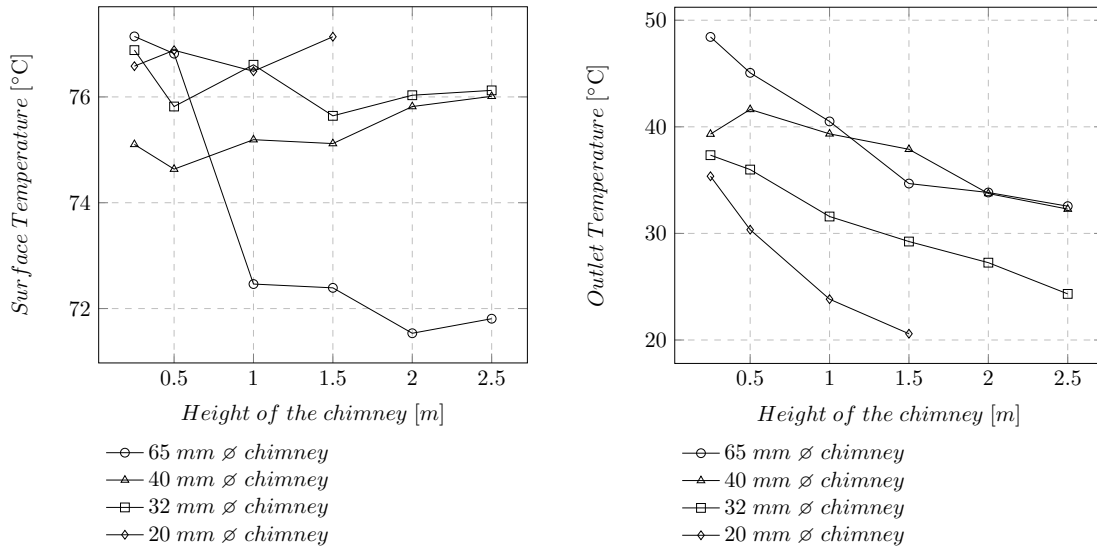 Surface Temperature [°C]
76
74
72
0.5 1 1.5 2 2.5
Height of the chimney [m]
65 mm ∅ chimney
40 mm ∅ chimney
32 mm ∅ chimney
20 mm ∅ chimney
Outlet Temperature [°C]
50
40
30
20
0.5 1 1.5 2 2.5
Height of the chimney [m]
65 mm ∅ chimney
40 mm ∅ chimney
32 mm ∅ chimney
20 mm ∅ chimney